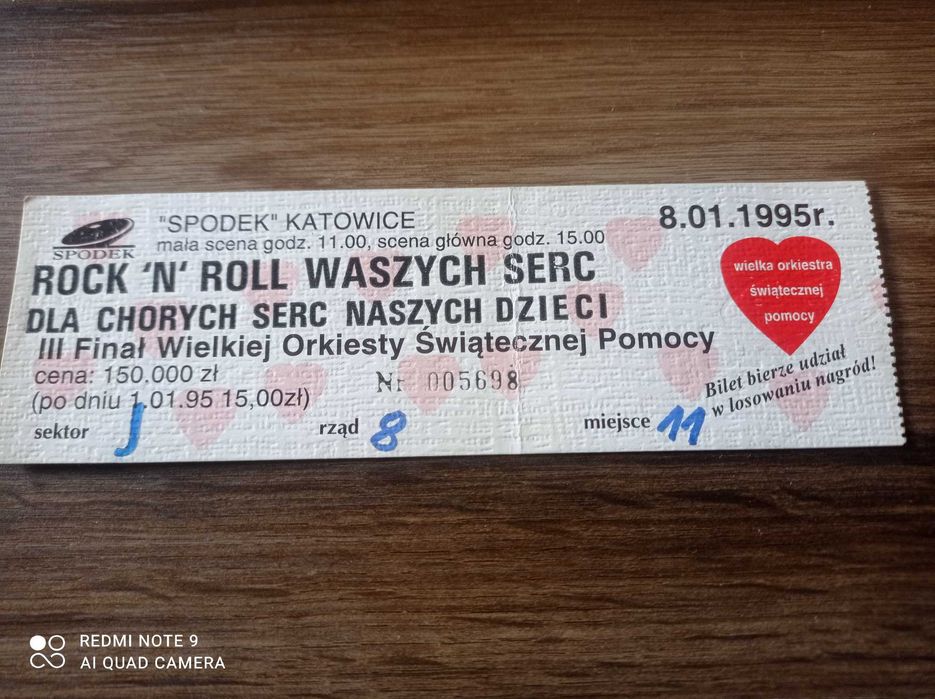 "SPODEK" KATOWICE
8.01.1995r.
mała scena godz. 11.00, scena główna godz. 15.00
SPODEK
ROCK 'N' ROLL WASZYCH SERC
DLA CHORYCH SERC NASZYCH DZIECI
III Finał Wielkiej Orkiesty Świątecznej Pomocy
wielka orkiestra
świątecznej
pomocy
cena: 150.000 zł
Nr 005698
(po dniu 1.01.95 15,00zł)
Bilet bierze udział
w losowaniu nagród!
sektor J rząd 8 miejsce 11
REDMI NOTE 9
AI QUAD CAMERA